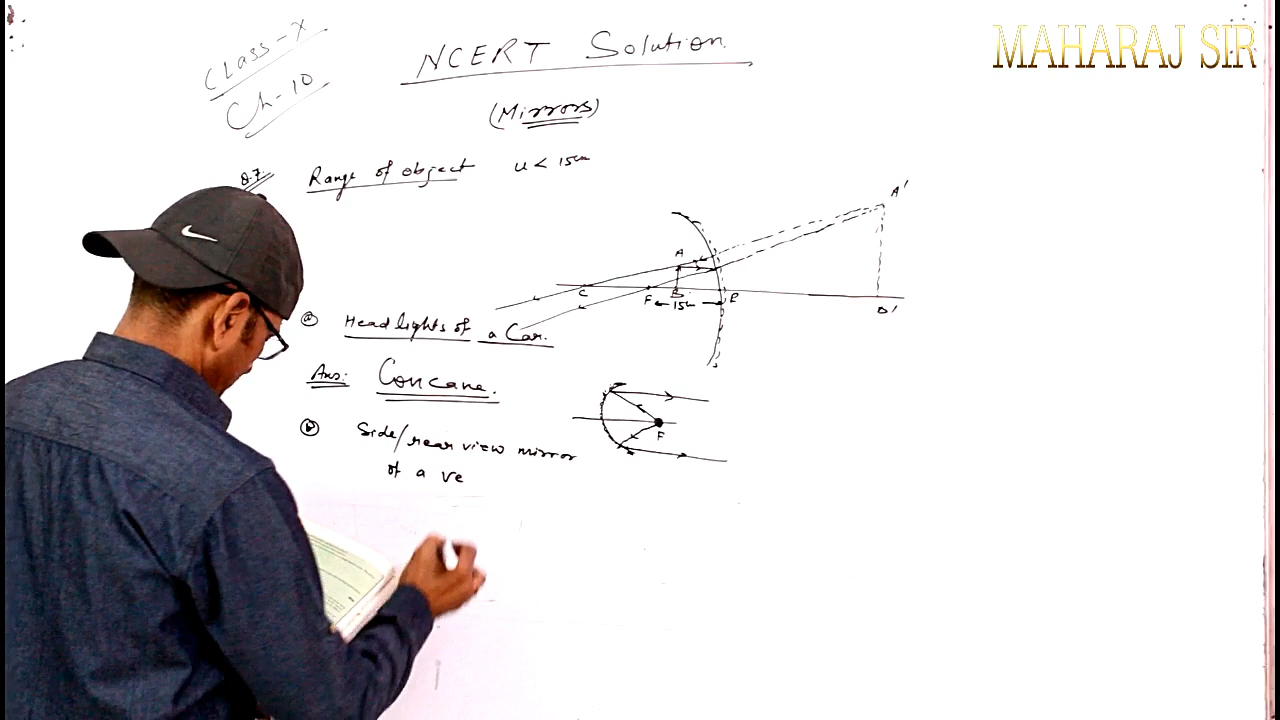 MAHARAJ SIR
Class-X
Ch-10
NCERT Solution
(Mirrors)
Q.7 Range of object u < 15cm
A'
A
C F B P
15cm
B'
(a) Headlights of a Car.
Ans: Concave.
F
(b) Side/rear view mirror
of a ve